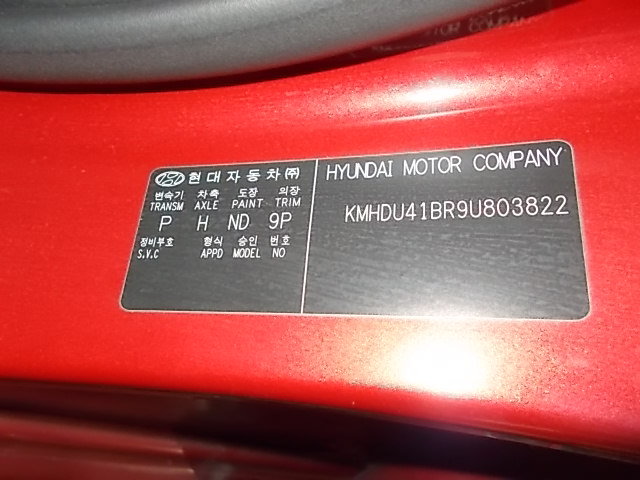 현대자동차㈜
변속기 차축 도장 의장
TRANSM AXLE PAINT TRIM
P H ND 9P
정비부호 형식 승인 번호
S.V.C APPD MODEL NO
HYUNDAI MOTOR COMPANY
KMHDU41BR9U803822